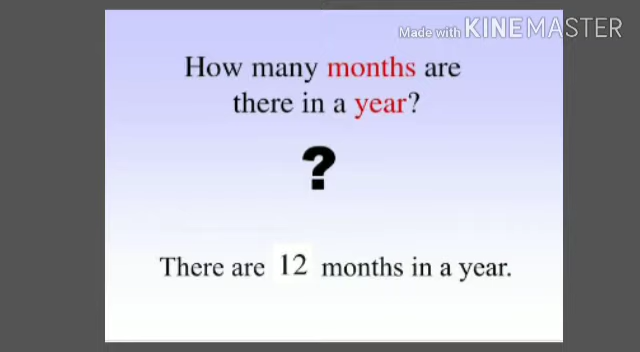 Made with KINEMASTER
How many months are
there in a year?
?
There are 12 months in a year.